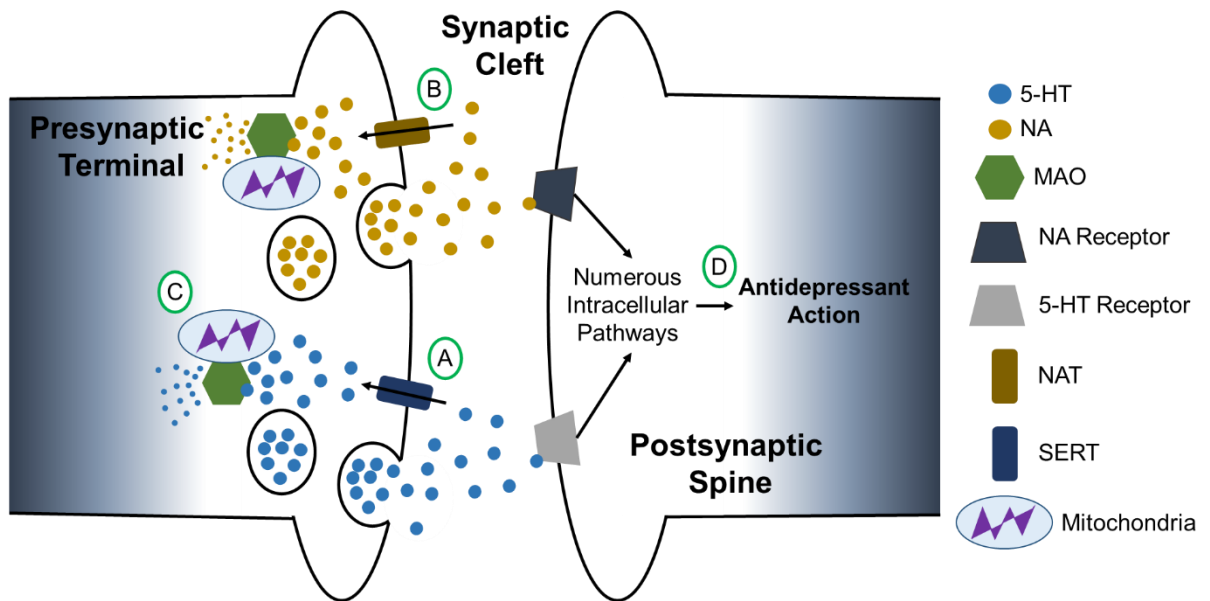 Synaptic
Cleft
B
Presynaptic
Terminal
D
Numerous
Intracellular
Pathways
Antidepressant
Action
C
A
Postsynaptic
Spine
5-HT
NA
MAO
NA Receptor
5-HT Receptor
NAT
SERT
Mitochondria